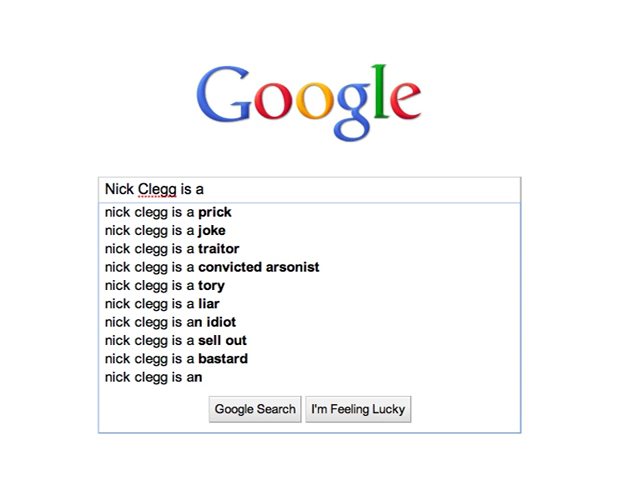 Google
Nick Clegg is a
nick clegg is a prick
nick clegg is a joke
nick clegg is a traitor
nick clegg is a convicted arsonist
nick clegg is a tory
nick clegg is a liar
nick clegg is an idiot
nick clegg is a sell out
nick clegg is a bastard
nick clegg is an
Google Search I'm Feeling Lucky